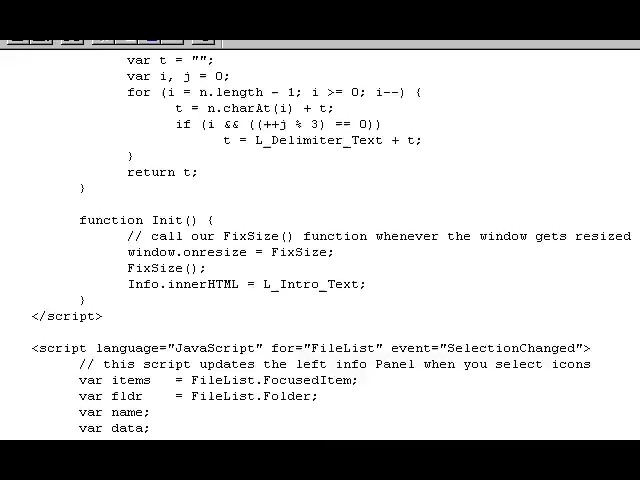 var t = "";
var i, j = 0;
for (i = n.length - 1; i >= 0; i--) {
t = n.charAt(i) + t;
if (i && ((++j % 3) == 0))
t = L_Delimiter_Text + t;
}
return t;
}
function Init() {
// call our FixSize() function whenever the window gets resized
window.onresize = FixSize;
FixSize();
Info.innerHTML = L_Intro_Text;
}
</script>
<script language="JavaScript" for="FileList" event="SelectionChanged">
// this script updates the left info Panel when you select icons
var items = FileList.FocusedItem;
var fldr = FileList.Folder;
var name;
var data;